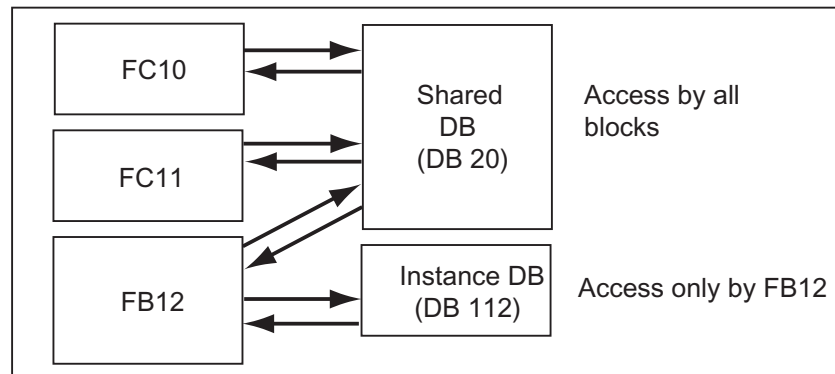 FC10
FC11
FB12
Shared
DB
(DB 20)
Access by all
blocks
Instance DB
(DB 112)
Access only by FB12